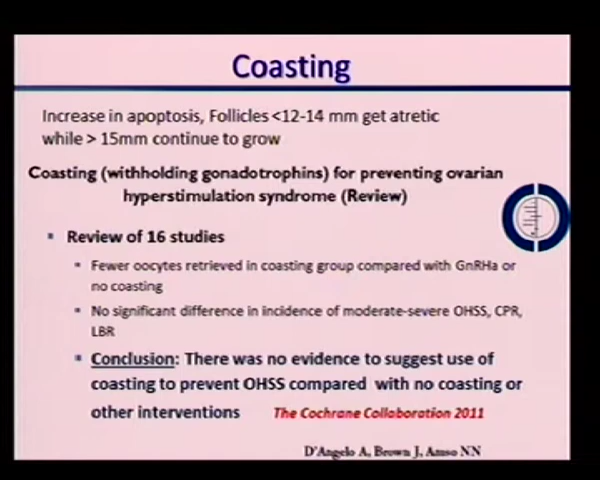 Coasting
Increase in apoptosis, Follicles <12-14 mm get atretic
while > 15mm continue to grow
Coasting (withholding gonadotrophins) for preventing ovarian
hyperstimulation syndrome (Review)
▪ Review of 16 studies
▪ Fewer oocytes retrieved in coasting group compared with GnRHa or
no coasting
▪ No significant difference in incidence of moderate-severe OHSS, CPR,
LBR
▪ Conclusion: There was no evidence to suggest use of
coasting to prevent OHSS compared with no coasting or
other interventions The Cochrane Collaboration 2011
D'Angelo A, Brown J, Amso NN